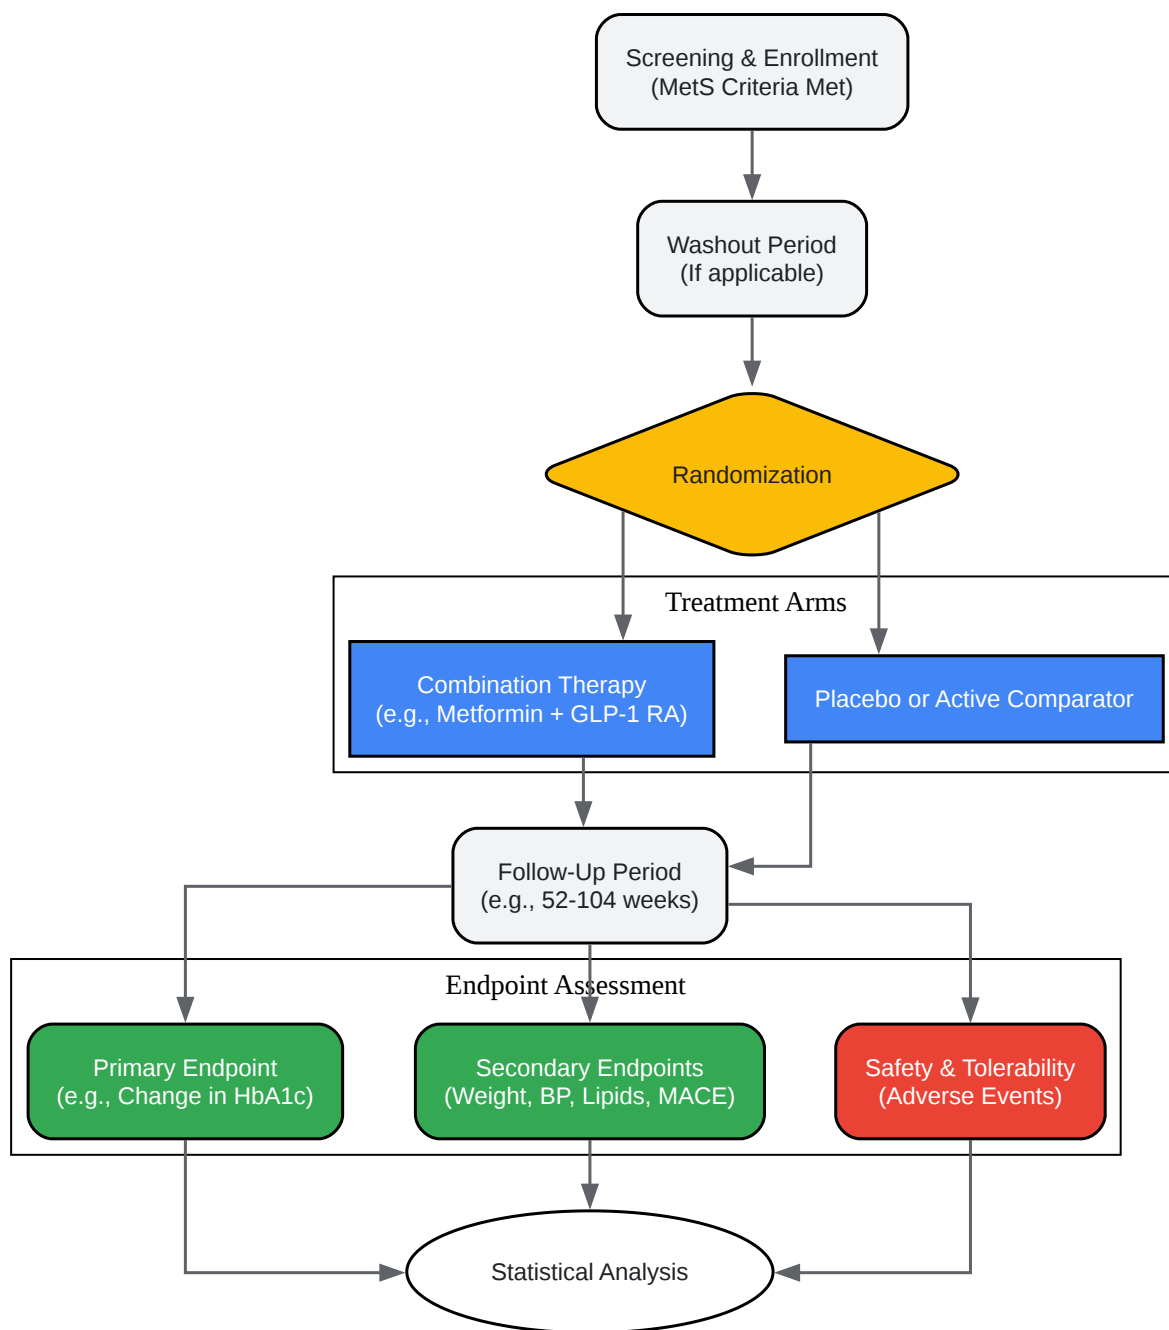 Screening & Enrollment
(MetS Criteria Met)
Washout Period
(If applicable)
Randomization
Treatment Arms
Combination Therapy
(e.g., Metformin + GLP-1 RA)
Placebo or Active Comparator
Follow-Up Period
(e.g., 52-104 weeks)
Endpoint Assessment
Primary Endpoint
(e.g., Change in HbA1c)
Secondary Endpoints
(Weight, BP, Lipids, MACE)
Safety & Tolerability
(Adverse Events)
Statistical Analysis